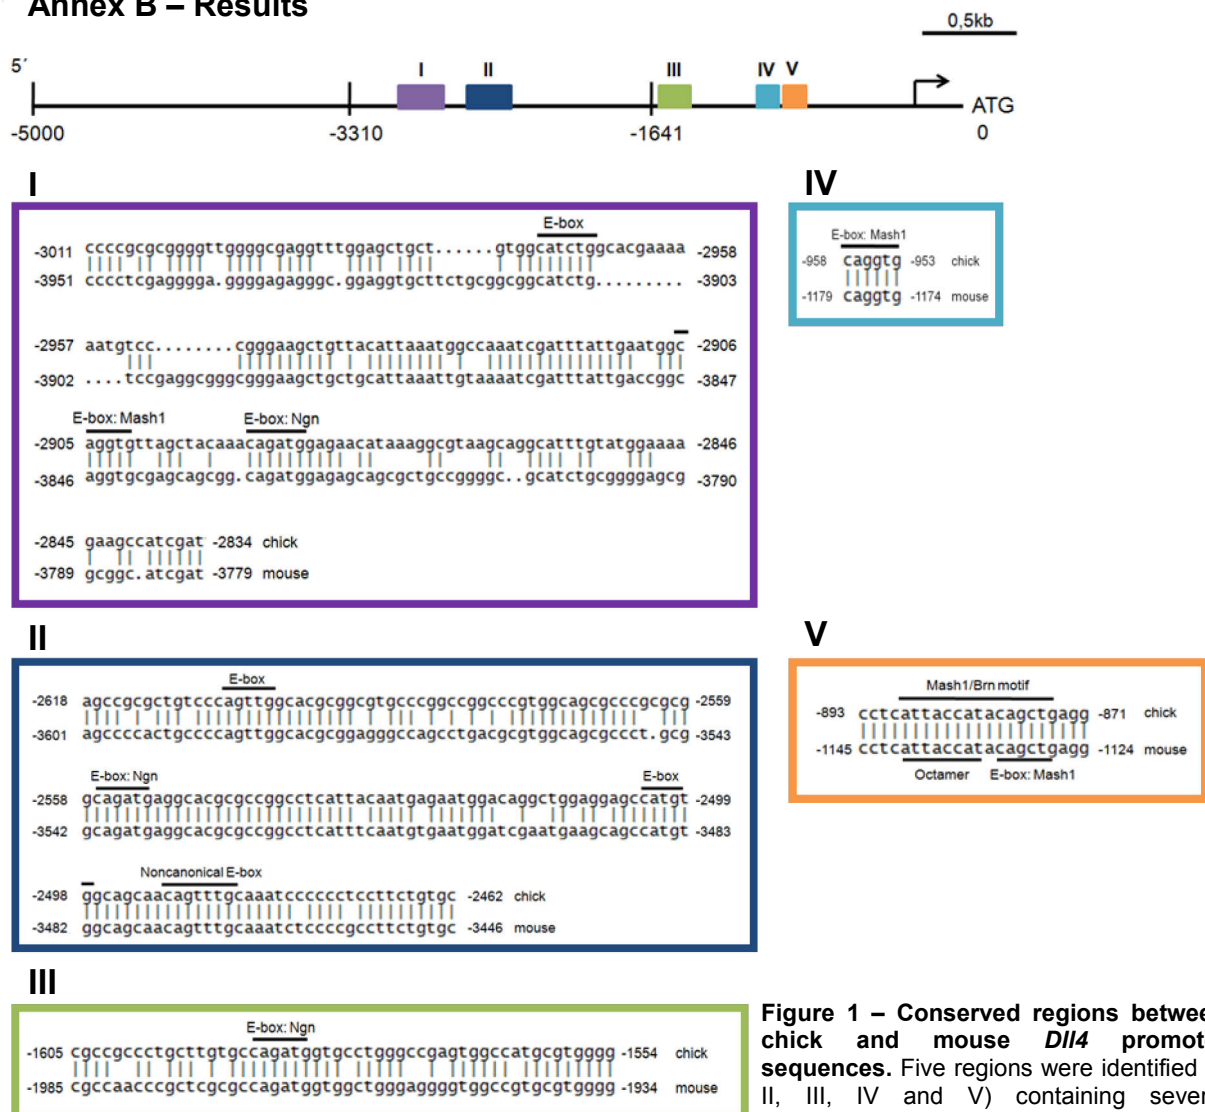 Annex B – Results
0,5kb
5´
I II III IV V
ATG
-5000 -3310 -1641 0
I
E-box
-3011 ccccgcgcggggttggggcgaggtttggagctgct......gtggcatctggcacgaaaa -2958
-3951 cccctcgagggga.ggggagagggc.ggaggtgcttctgcggcggcatctg......... -3903
-2957 aatgtcc........cgggaagctgttacattaaatggccaaatcgatttattgaatggc -2906
-3902 ....tccgaggcgggcgggaagctgctgcattaaattgtaaaatcgatttattgaccggc -3847
E-box: Mash1 E-box: Ngn
-2905 aggtgttagctacaaacagatggagaacataaaggcgtaagcaggcatttgtatggaaaa -2846
-3846 aggtgcgagcagcgg.cagatggagagcagcgctgccggggc..gcatctgcggggagcg -3790
-2845 gaagccatcgat -2834 chick
-3789 gcggc.atcgat -3779 mouse
IV
E-box: Mash1
-958 caggtg -953 chick
-1179 caggtg -1174 mouse
II
E-box
-2618 agccgcgctgtccccagttggcacgcggcgtgcccggccggcccgtggcagcgcccgcgcg -2559
-3601 agccccactgccccagttggcacgcggagggccagcctgacgcgtggcagcgccct.gcg -3543
E-box: Ngn E-box
-2558 gcagatgaggcacgcgccggcctcattacaatgagaatggacaggctggaggagccatgt -2499
-3542 gcagatgaggcacgcgccggcctcatttcaatgtgaatggatcgaatgaagcagccatgt -3483
Noncanonical E-box
-2498 ggcagcaacagtttgcaaatcccccctccttctgtgc -2462 chick
-3482 ggcagcaacagtttgcaaatctccccgccttctgtgc -3446 mouse
V
Mash1/Brn motif
-893 cctcattaccatacagctgagg -871 chick
-1145 cctcattaccatacagctgagg -1124 mouse
Octamer E-box: Mash1
III
E-box: Ngn
-1605 cgccgccctgcttgtgccagatggtgcctgggccgagtggccatgcgtgggg -1554 chick
-1985 cgccaacccgctcgcgccagatggtggctgggaggggtggccgtgcgtgggg -1934 mouse
Figure 1 – Conserved regions betwe
chick and mouse Dll4 promot
sequences. Five regions were identified
II, III, IV and V) containing sever